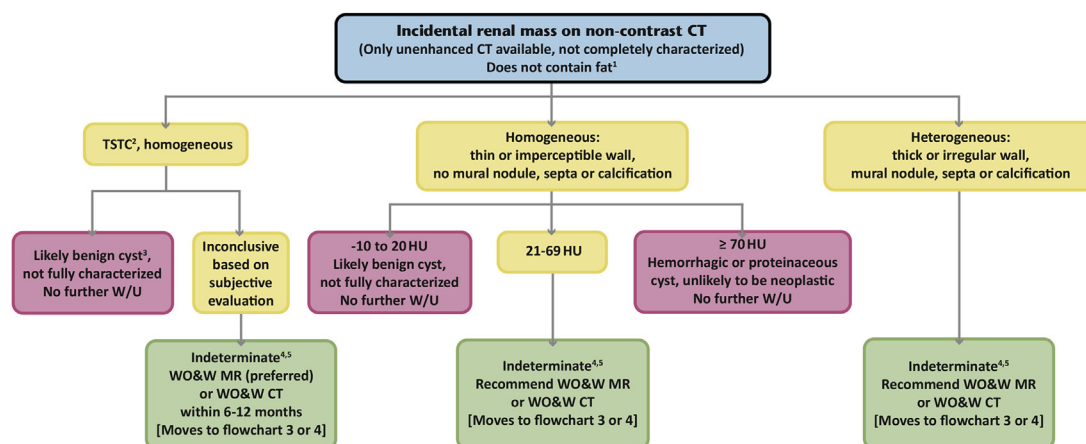 Incidental renal mass on non-contrast CT
(Only unenhanced CT available, not completely characterized)
Does not contain fat¹
TSTC², homogeneous
Homogeneous:
thin or imperceptible wall,
no mural nodule, septa or calcification
Heterogeneous:
thick or irregular wall,
mural nodule, septa or calcification
Likely benign cyst³,
not fully characterized
No further W/U
Inconclusive
based on
subjective
evaluation
-10 to 20 HU
Likely benign cyst,
not fully characterized
No further W/U
21-69 HU
≥ 70 HU
Hemorrhagic or proteinaceous
cyst, unlikely to be neoplastic
No further W/U
Indeterminate⁴,⁵
WO&W MR (preferred)
or WO&W CT
within 6-12 months
[Moves to flowchart 3 or 4]
Indeterminate⁴,⁵
Recommend WO&W MR
or WO&W CT
[Moves to flowchart 3 or 4]
Indeterminate⁴,⁵
Recommend WO&W MR
or WO&W CT
[Moves to flowchart 3 or 4]